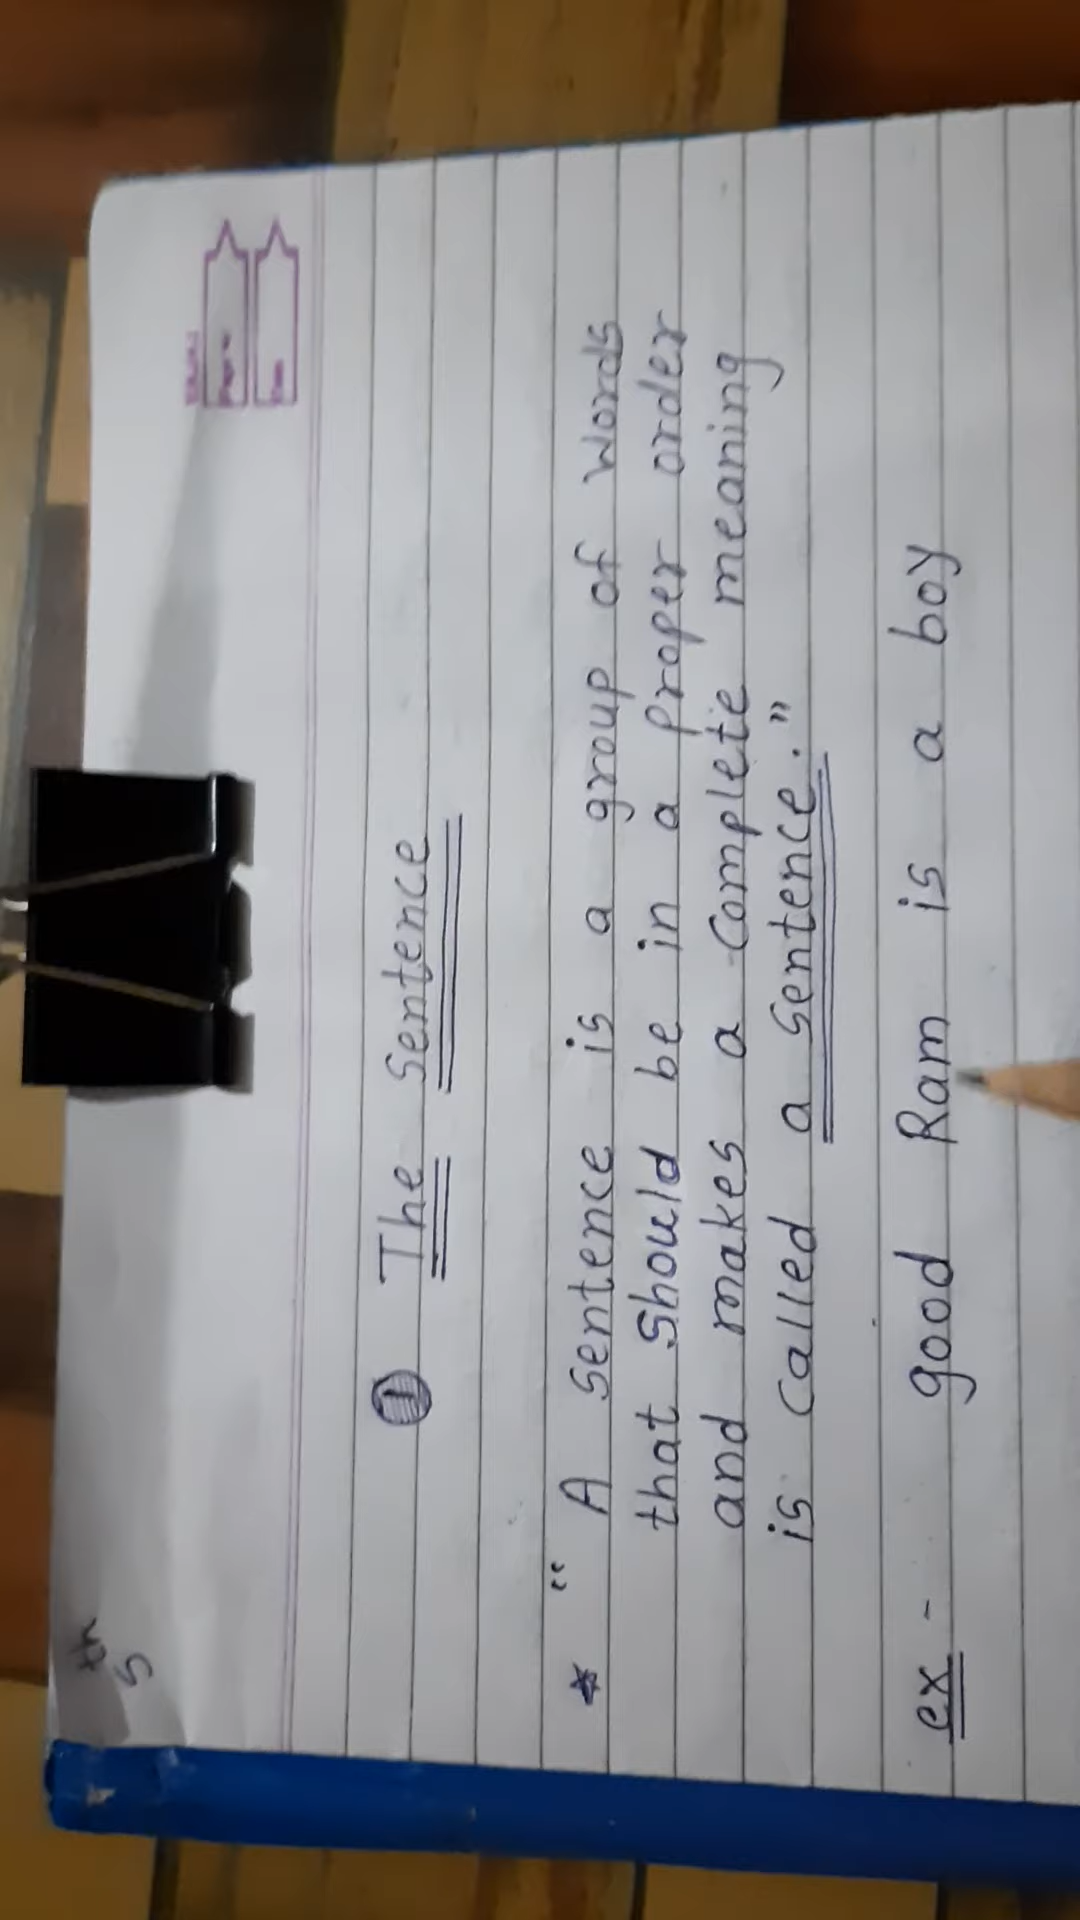 5th
① The Sentence
* " A Sentence is a group of words
that Should be in a proper order
and makes a Complete meaning
is Called a Sentence."
ex - good Ram is a boy